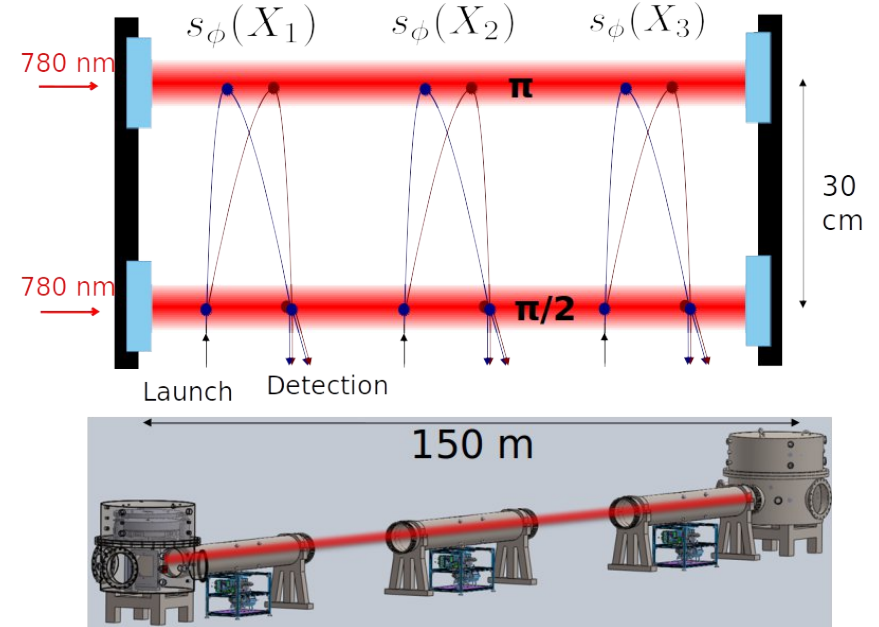 s_ϕ(X_1) s_ϕ(X_2) s_ϕ(X_3)
780 nm
π
30
cm
780 nm
π/2
Launch Detection
150 m